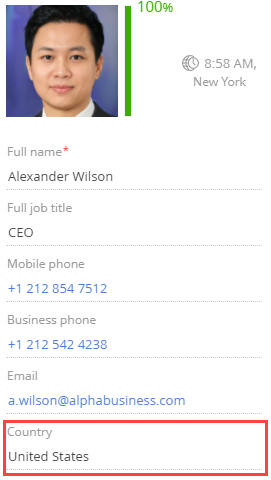 100%
8:58 AM,
New York
Full name*
Alexander Wilson
Full job title
CEO
Mobile phone
+1 212 854 7512
Business phone
+1 212 542 4238
Email
a.wilson@alphabusiness.com
Country
United States